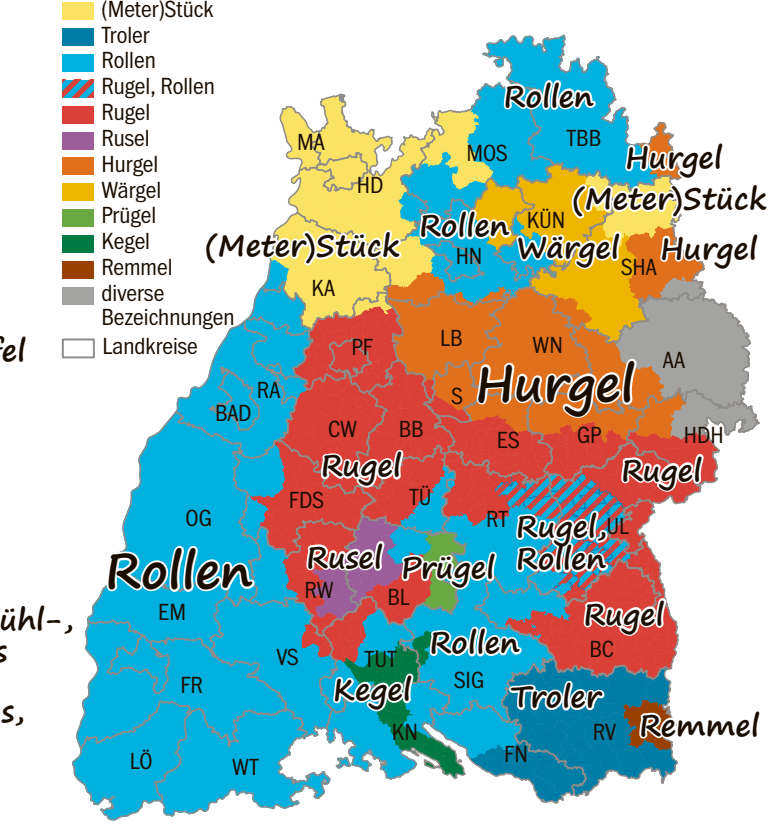 (Meter)Stück
Troler
Rollen
Rugel, Rollen
Rugel
Rusel
Hurgel
Wärgel
Prügel
Kegel
Remmel
diverse
Bezeichnungen
Landkreise
Rollen
TBB
MOS
Hurgel
MA
HD
(Meter)Stück
KÜN
Rollen
Wärgel
Hurgel
(Meter)Stück
HN
SHA
KA
LB
WN
AA
PF
fel
Hurgel
S
RA
BAD
CW
BB
ES
GP
HDH
Rugel
Rugel
FDS
TÜ
OG
RT
Rugel,
Rollen
UL
Rusel
Prügel
Rollen
RW
BL
EM
ühl-,
s
Rugel
BC
Rollen
VS
TUT
SIG
FR
Kegel
Troler
s,
KN
RV
Remmel
LÖ
WT
FN